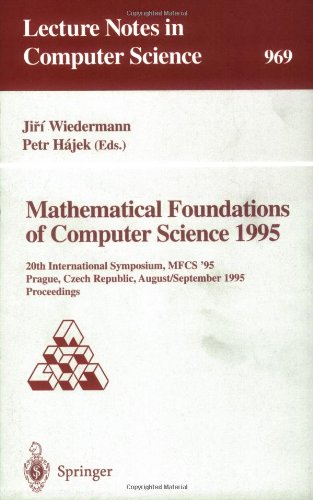 Lecture Notes in
Computer Science 969
Jiří Wiedermann
Petr Hájek (Eds.)
Mathematical Foundations
of Computer Science 1995
20th International Symposium, MFCS '95
Prague, Czech Republic, August/September 1995
Proceedings
Springer